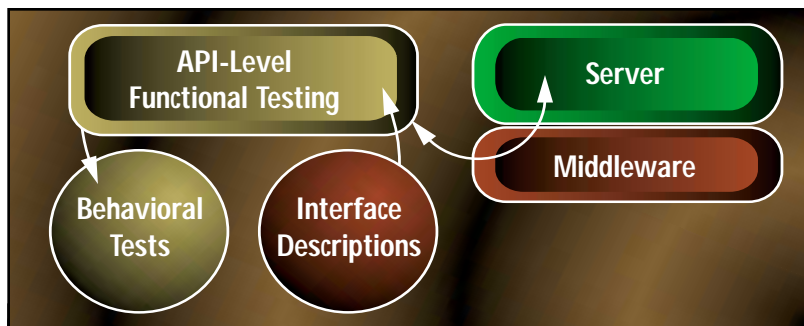 API-Level
Functional Testing
Server
Middleware
Behavioral
Tests
Interface
Descriptions